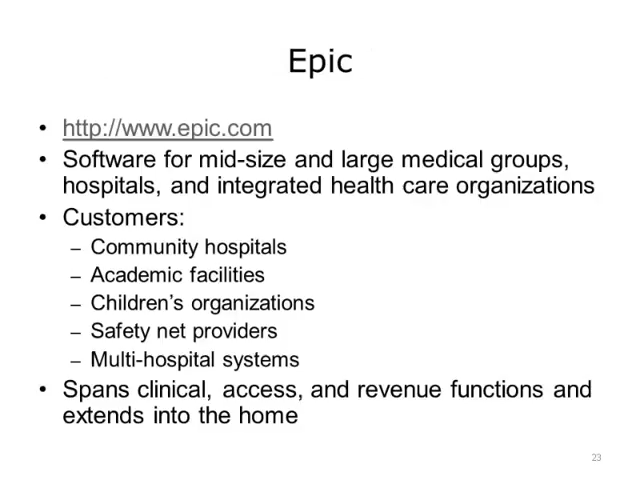 Epic
• http://www.epic.com
• Software for mid-size and large medical groups,
hospitals, and integrated health care organizations
• Customers:
– Community hospitals
– Academic facilities
– Children’s organizations
– Safety net providers
– Multi-hospital systems
• Spans clinical, access, and revenue functions and
extends into the home
23